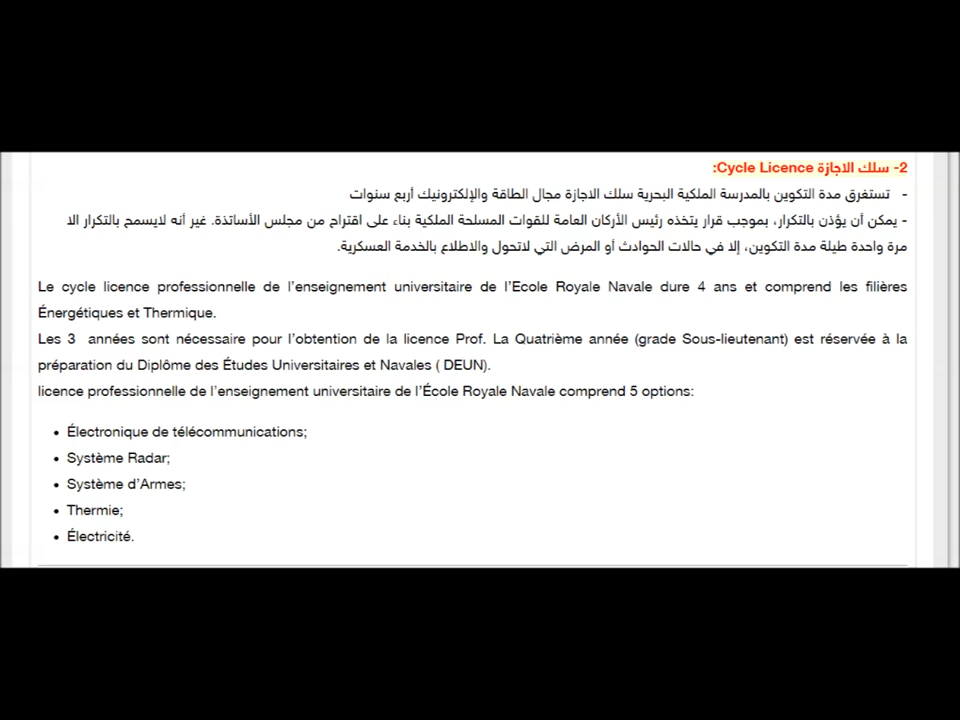 2- سلك الاجازة Cycle Licence:
- تستغرق مدة التكوين بالمدرسة الملكية البحرية سلك الاجازة مجال الطاقة والإلكترونيك أربع سنوات
- يمكن أن يؤذن بالتكرار، بموجب قرار يتخذه رئيس الأركان العامة للقوات المسلحة الملكية بناء على اقتراح من مجلس الأساتذة. غير أنه لايسمح بالتكرار الا
مرة واحدة طيلة مدة التكوين، إلا في حالات الحوادث أو المرض التي لاتحول والاطلاع بالخدمة العسكرية.
Le cycle licence professionnelle de l'enseignement universitaire de l'Ecole Royale Navale dure 4 ans et comprend les filières
Énergétiques et Thermique.
Les 3 années sont nécessaire pour l'obtention de la licence Prof. La Quatrième année (grade Sous-lieutenant) est réservée à la
préparation du Diplôme des Études Universitaires et Navales ( DEUN).
licence professionnelle de l'enseignement universitaire de l'École Royale Navale comprend 5 options:
• Électronique de télécommunications;
• Système Radar;
• Système d'Armes;
• Thermie;
• Électricité.